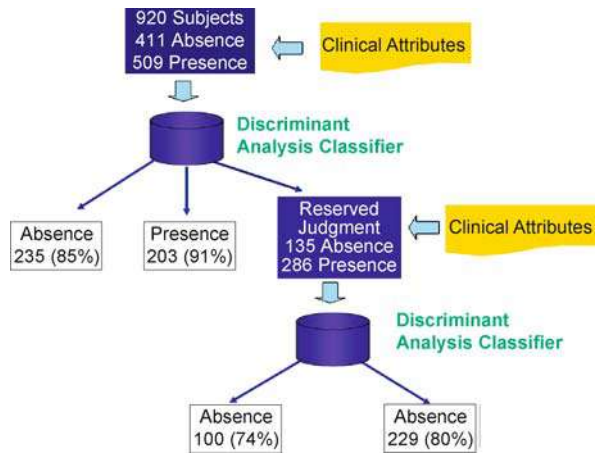 920 Subjects
411 Absence
509 Presence
Clinical Attributes
Discriminant
Analysis Classifier
Absence
235 (85%)
Presence
203 (91%)
Reserved
Judgment
135 Absence
286 Presence
Clinical Attributes
Discriminant
Analysis Classifier
Absence
100 (74%)
Absence
229 (80%)